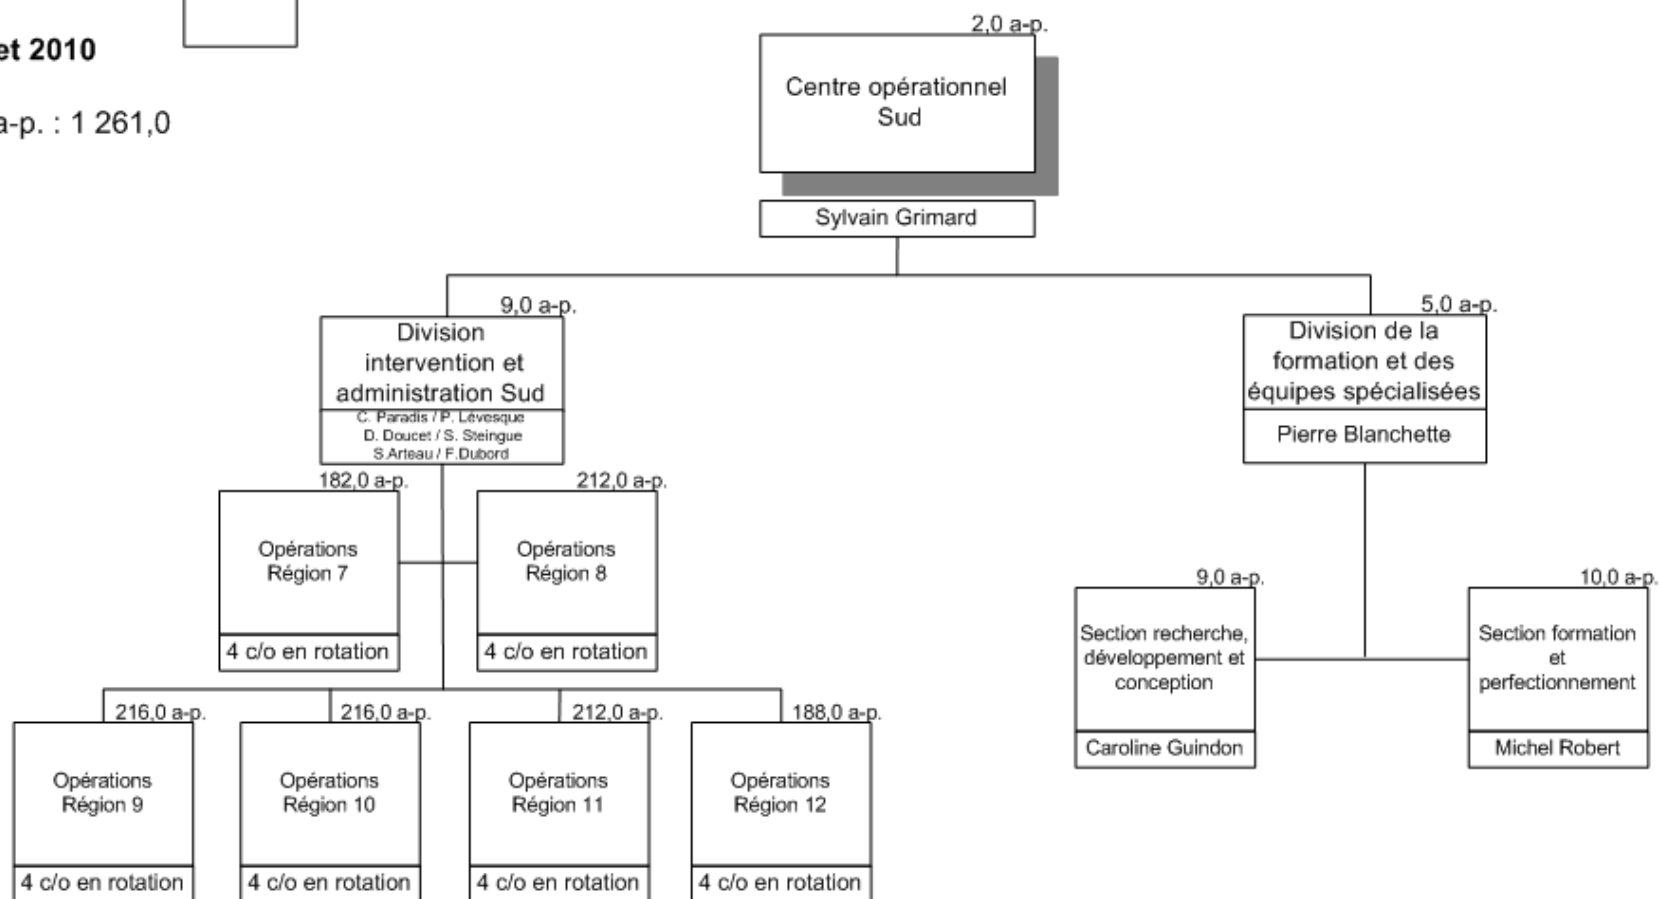 et 2010
a-p. : 1 261,0
2,0 a-p.
Centre opérationnel
Sud
Sylvain Grimard
9,0 a-p.
Division
intervention et
administration Sud
C. Paradis / P. Lévesque
D. Doucet / S. Steingue
S.Arteau / F.Dubord
5,0 a-p.
Division de la
formation et des
équipes spécialisées
Pierre Blanchette
182,0 a-p.
Opérations
Région 7
4 c/o en rotation
212,0 a-p.
Opérations
Région 8
4 c/o en rotation
9,0 a-p.
Section recherche,
développement et
conception
Caroline Guindon
10,0 a-p.
Section formation
et
perfectionnement
Michel Robert
216,0 a-p.
Opérations
Région 9
4 c/o en rotation
216,0 a-p.
Opérations
Région 10
4 c/o en rotation
212,0 a-p.
Opérations
Région 11
4 c/o en rotation
188,0 a-p.
Opérations
Région 12
4 c/o en rotation